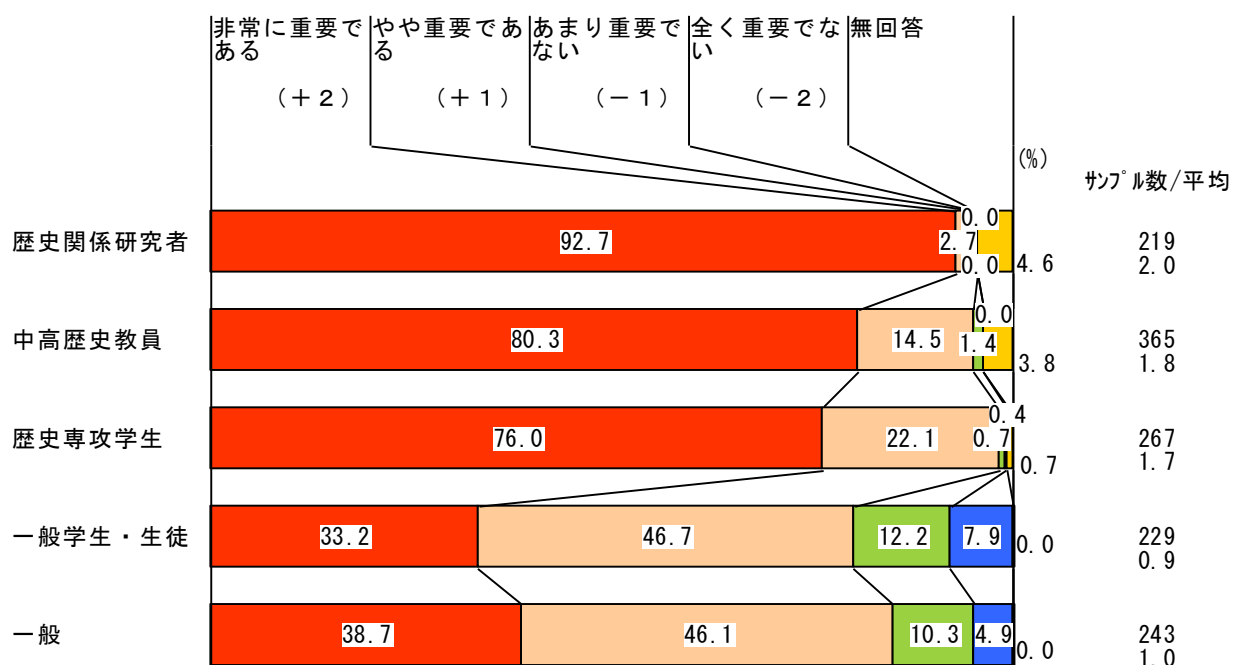 非常に重要で
ある
やや重要であ
る
あまり重要で
ない
全く重要でな
い
無回答
(＋2) (＋1) (－1) (－2)
(%)
ｻﾝﾌﾟﾙ数/平均
歴史関係研究者 92.7 2.7 0.0 0.0 4.6 219
2.0
中高歴史教員 80.3 14.5 1.4 0.0 3.8 365
1.8
歴史専攻学生 76.0 22.1 0.7 0.4 0.7 267
1.7
一般学生・生徒 33.2 46.7 12.2 7.9 0.0 229
0.9
一般 38.7 46.1 10.3 4.9 0.0 243
1.0